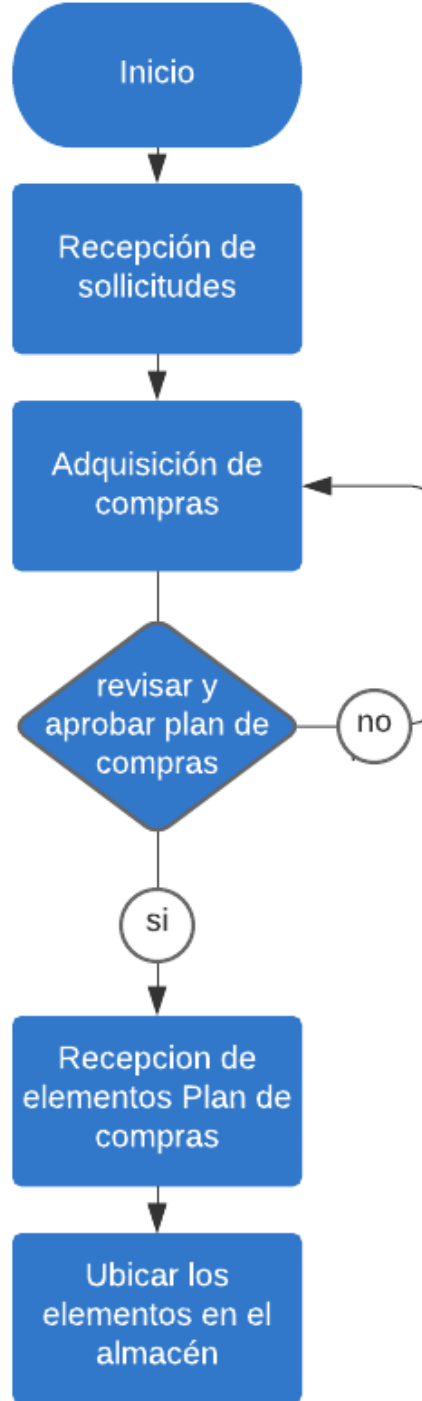 Inicio
Recepción de
sollicitudes
Adquisición de
compras
revisar y
aprobar plan de
compras
no
si
Recepcion de
elementos Plan de
compras
Ubicar los
elementos en el
almacén